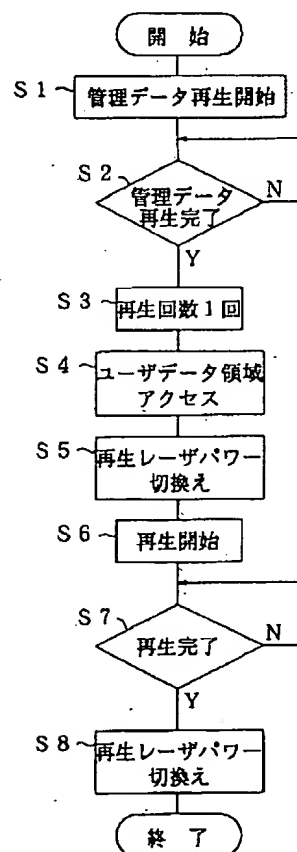 開 始
S1
管理データ再生開始
S2
管理データ
再生完了
N
Y
S3
再生回数1回
S4
ユーザデータ領域
アクセス
S5
再生レーザパワー
切換え
S6
再生開始
S7
再生完了
N
Y
S8
再生レーザパワー
切換え
終 了